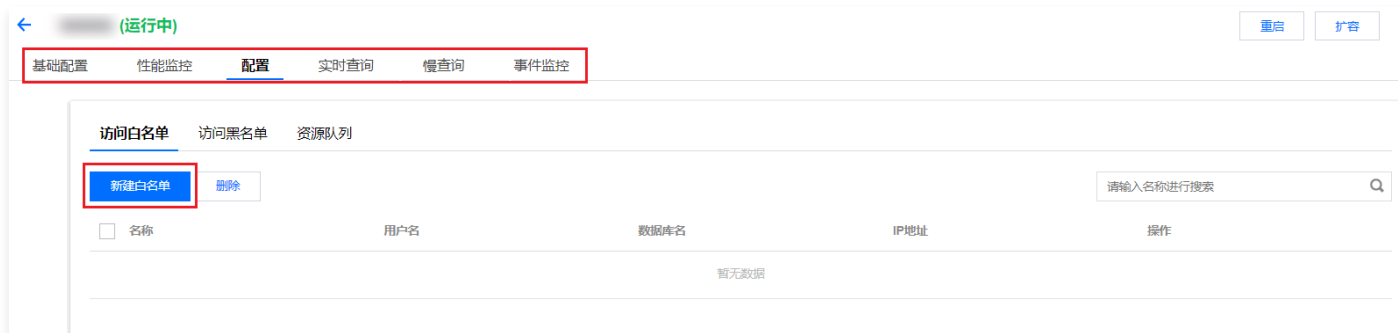 (运行中) 重启 扩容
基础配置 性能监控 配置 实时查询 慢查询 事件监控
访问白名单 访问黑名单 资源队列
新建白名单 删除 请输入名称进行搜索
名称 用户名 数据库名 IP地址 操作
暂无数据